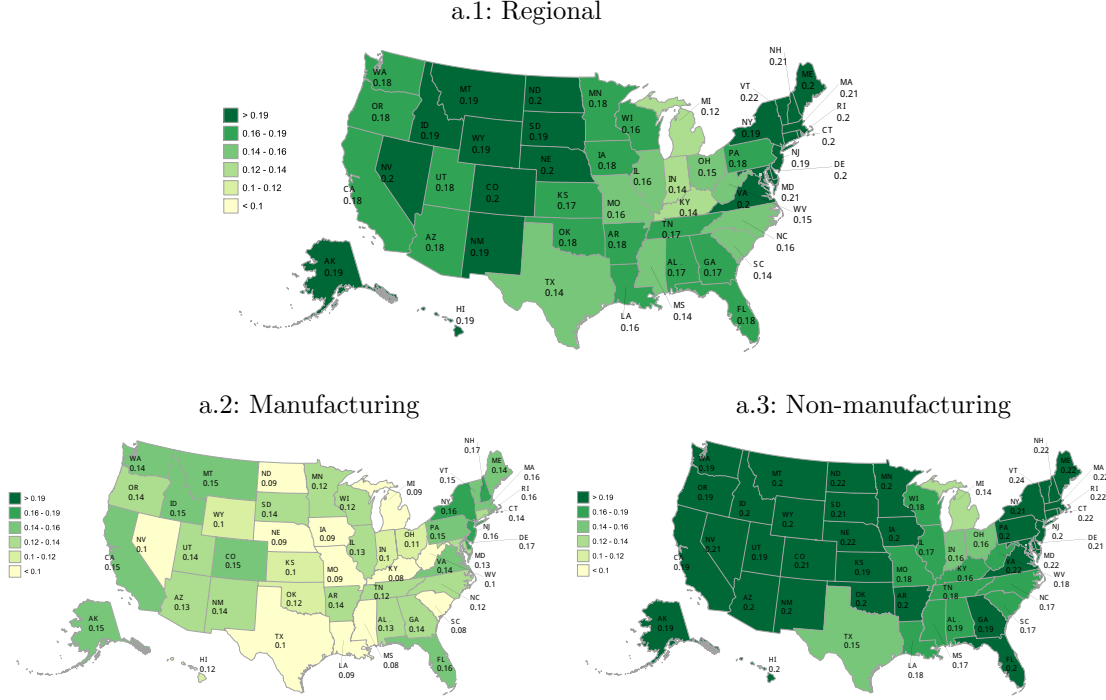 a.1: Regional
> 0.19
0.16 - 0.19
0.14 - 0.16
0.12 - 0.14
0.1 - 0.12
< 0.1
WA
0.18
OR
0.18
CA
0.18
ID
0.19
NV
0.2
MT
0.19
WY
0.19
UT
0.18
AZ
0.18
CO
0.2
NM
0.19
ND
0.2
SD
0.19
NE
0.2
KS
0.17
OK
0.18
TX
0.14
MN
0.18
IA
0.18
MO
0.16
AR
0.18
LA
0.16
WI
0.16
IL
0.16
MI
0.12
IN
0.14
OH
0.15
KY
0.14
TN
0.17
MS
0.14
AL
0.17
GA
0.17
FL
0.18
SC
0.14
NC
0.16
WV
0.15
VA
0.2
MD
0.21
DE
0.2
PA
0.18
NJ
0.19
NY
0.19
CT
0.2
RI
0.2
MA
0.21
VT
0.22
NH
0.21
ME
0.2
AK
0.19
HI
0.19
a.2: Manufacturing
> 0.19
0.16 - 0.19
0.14 - 0.16
0.12 - 0.14
0.1 - 0.12
< 0.1
WA
0.14
OR
0.14
CA
0.15
ID
0.15
NV
0.1
MT
0.15
WY
0.1
UT
0.14
AZ
0.13
CO
0.15
NM
0.14
ND
0.09
SD
0.14
NE
0.09
KS
0.1
OK
0.12
TX
0.1
MN
0.12
IA
0.09
MO
0.09
AR
0.14
LA
0.09
WI
0.12
IL
0.13
MI
0.09
IN
0.1
OH
0.11
KY
0.08
TN
0.12
MS
0.08
AL
0.13
GA
0.14
FL
0.16
SC
0.08
NC
0.12
WV
0.1
VA
0.14
MD
0.13
DE
0.17
PA
0.15
NJ
0.16
NY
0.16
CT
0.14
RI
0.16
MA
0.16
VT
0.15
NH
0.17
ME
0.14
AK
0.15
HI
0.12
a.3: Non-manufacturing
> 0.19
0.16 - 0.19
0.14 - 0.16
0.12 - 0.14
0.1 - 0.12
< 0.1
WA
0.19
OR
0.19
ID
0.2
NV
0.21
MT
0.2
WY
0.2
UT
0.19
AZ
0.2
CO
0.21
NM
0.2
ND
0.22
SD
0.21
NE
0.22
KS
0.19
OK
0.2
TX
0.15
MN
0.2
IA
0.2
MO
0.18
AR
0.2
LA
0.18
WI
0.18
IL
0.17
MI
0.14
IN
0.16
OH
0.16
KY
0.16
TN
0.18
MS
0.17
AL
0.19
GA
0.19
FL
0.2
SC
0.17
NC
0.17
WV
0.18
VA
0.22
MD
0.22
DE
0.21
PA
0.2
NJ
0.2
NY
0.21
CT
0.22
RI
0.22
MA
VT
0.24
NH
0.22
ME
0.22
AK
0.19
HI
0.2